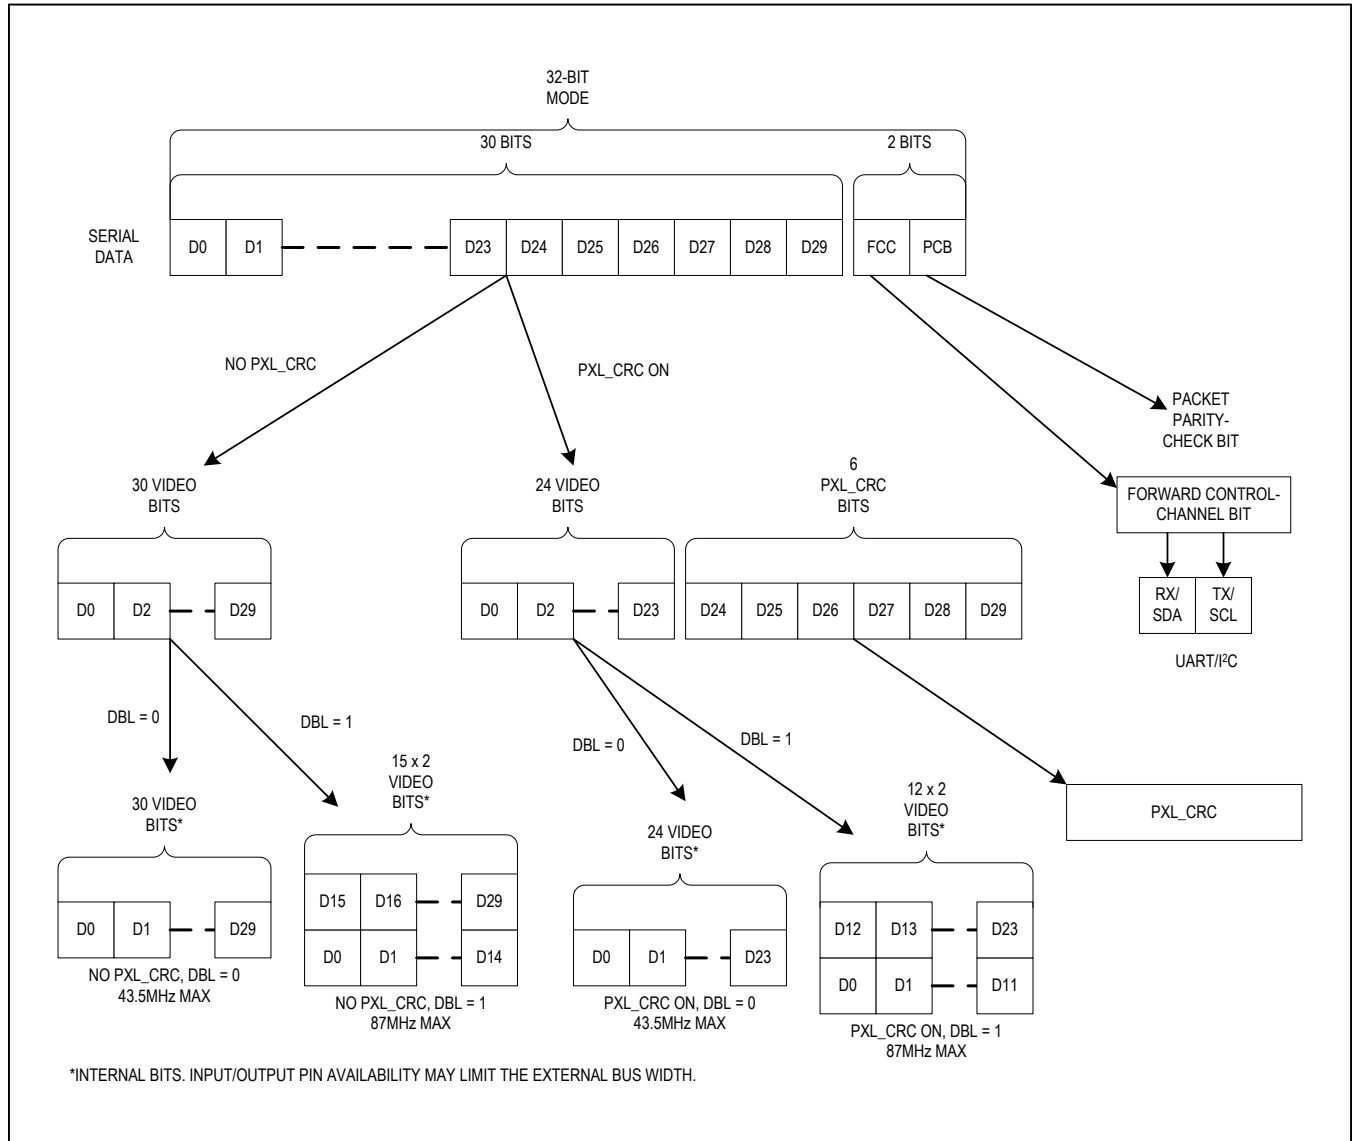 32-BIT
MODE
30 BITS
2 BITS
SERIAL
DATA
D0 D1 D23 D24 D25 D26 D27 D28 D29 FCC PCB
NO PXL_CRC
PXL_CRC ON
PACKET
PARITY-
CHECK BIT
30 VIDEO
BITS
24 VIDEO
BITS
6
PXL_CRC
BITS
FORWARD CONTROL-
CHANNEL BIT
D0 D2 D29
D0 D2 D23
D24 D25 D26 D27 D28 D29
RX/
SDA
TX/
SCL
UART/I²C
DBL = 0
DBL = 1
DBL = 0
DBL = 1
30 VIDEO
BITS*
15 x 2
VIDEO
BITS*
24 VIDEO
BITS*
12 x 2
VIDEO
BITS*
PXL_CRC
D0 D1 D29
NO PXL_CRC, DBL = 0
43.5MHz MAX
D15 D16 D29
D0 D1 D14
NO PXL_CRC, DBL = 1
87MHz MAX
D0 D1 D23
PXL_CRC ON, DBL = 0
43.5MHz MAX
D12 D13 D23
D0 D1 D11
PXL_CRC ON, DBL = 1
87MHz MAX
*INTERNAL BITS. INPUT/OUTPUT PIN AVAILABILITY MAY LIMIT THE EXTERNAL BUS WIDTH.